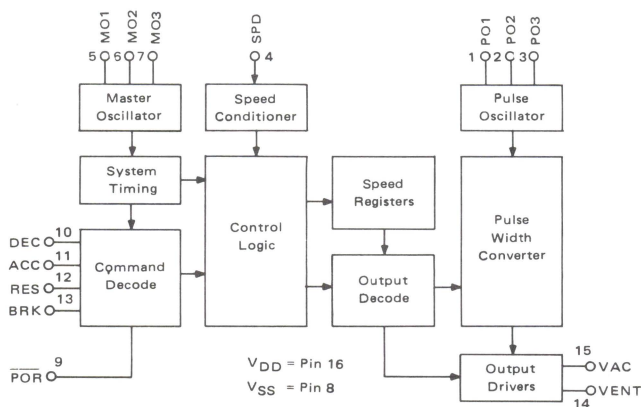 MO1
MO2
MO3
5
6
7
SPD
4
PO1
PO2
PO3
1
2
3
Master
Oscillator
Speed
Conditioner
Pulse
Oscillator
System
Timing
Control
Logic
Speed
Registers
Pulse
Width
Converter
DEC
10
ACC
11
RES
12
BRK
13
Command
Decode
Output
Decode
POR
9
VDD = Pin 16
VSS = Pin 8
Output
Drivers
15
VAC
VENT
14